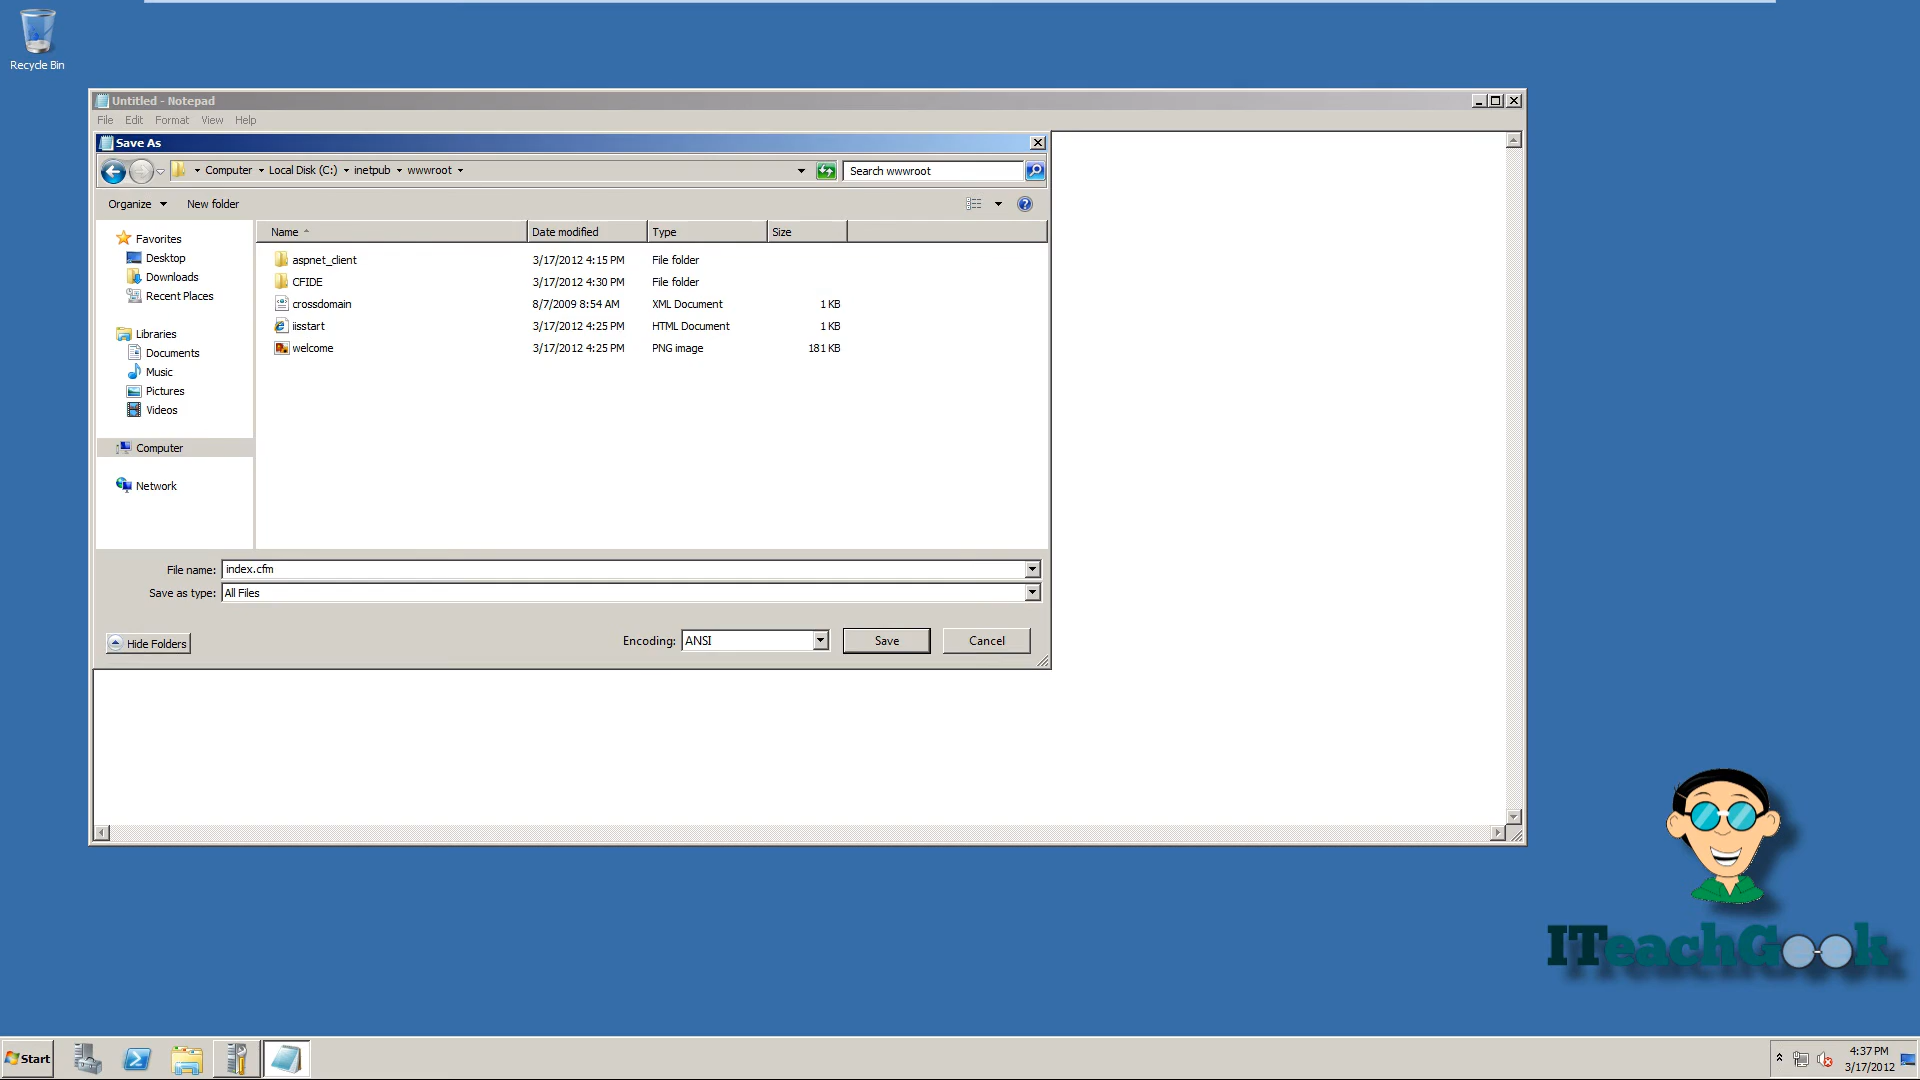 Recycle Bin
Untitled - Notepad
File Edit Format View Help
Save As
Computer Local Disk (C:) inetpub wwwroot
Search wwwroot
Organize New folder
Name Date modified Type Size
Favorites
Desktop
Downloads
Recent Places
Libraries
Documents
Music
Pictures
Videos
Computer
Network
aspnet_client 3/17/2012 4:15 PM File folder
CFIDE 3/17/2012 4:30 PM File folder
crossdomain 8/7/2009 8:54 AM XML Document 1 KB
iisstart 3/17/2012 4:25 PM HTML Document 1 KB
welcome 3/17/2012 4:25 PM PNG image 181 KB
File name: index.cfm
Save as type: All Files
Hide Folders
Encoding: ANSI
Save Cancel
ITeachGook
Start
4:37 PM
3/17/2012